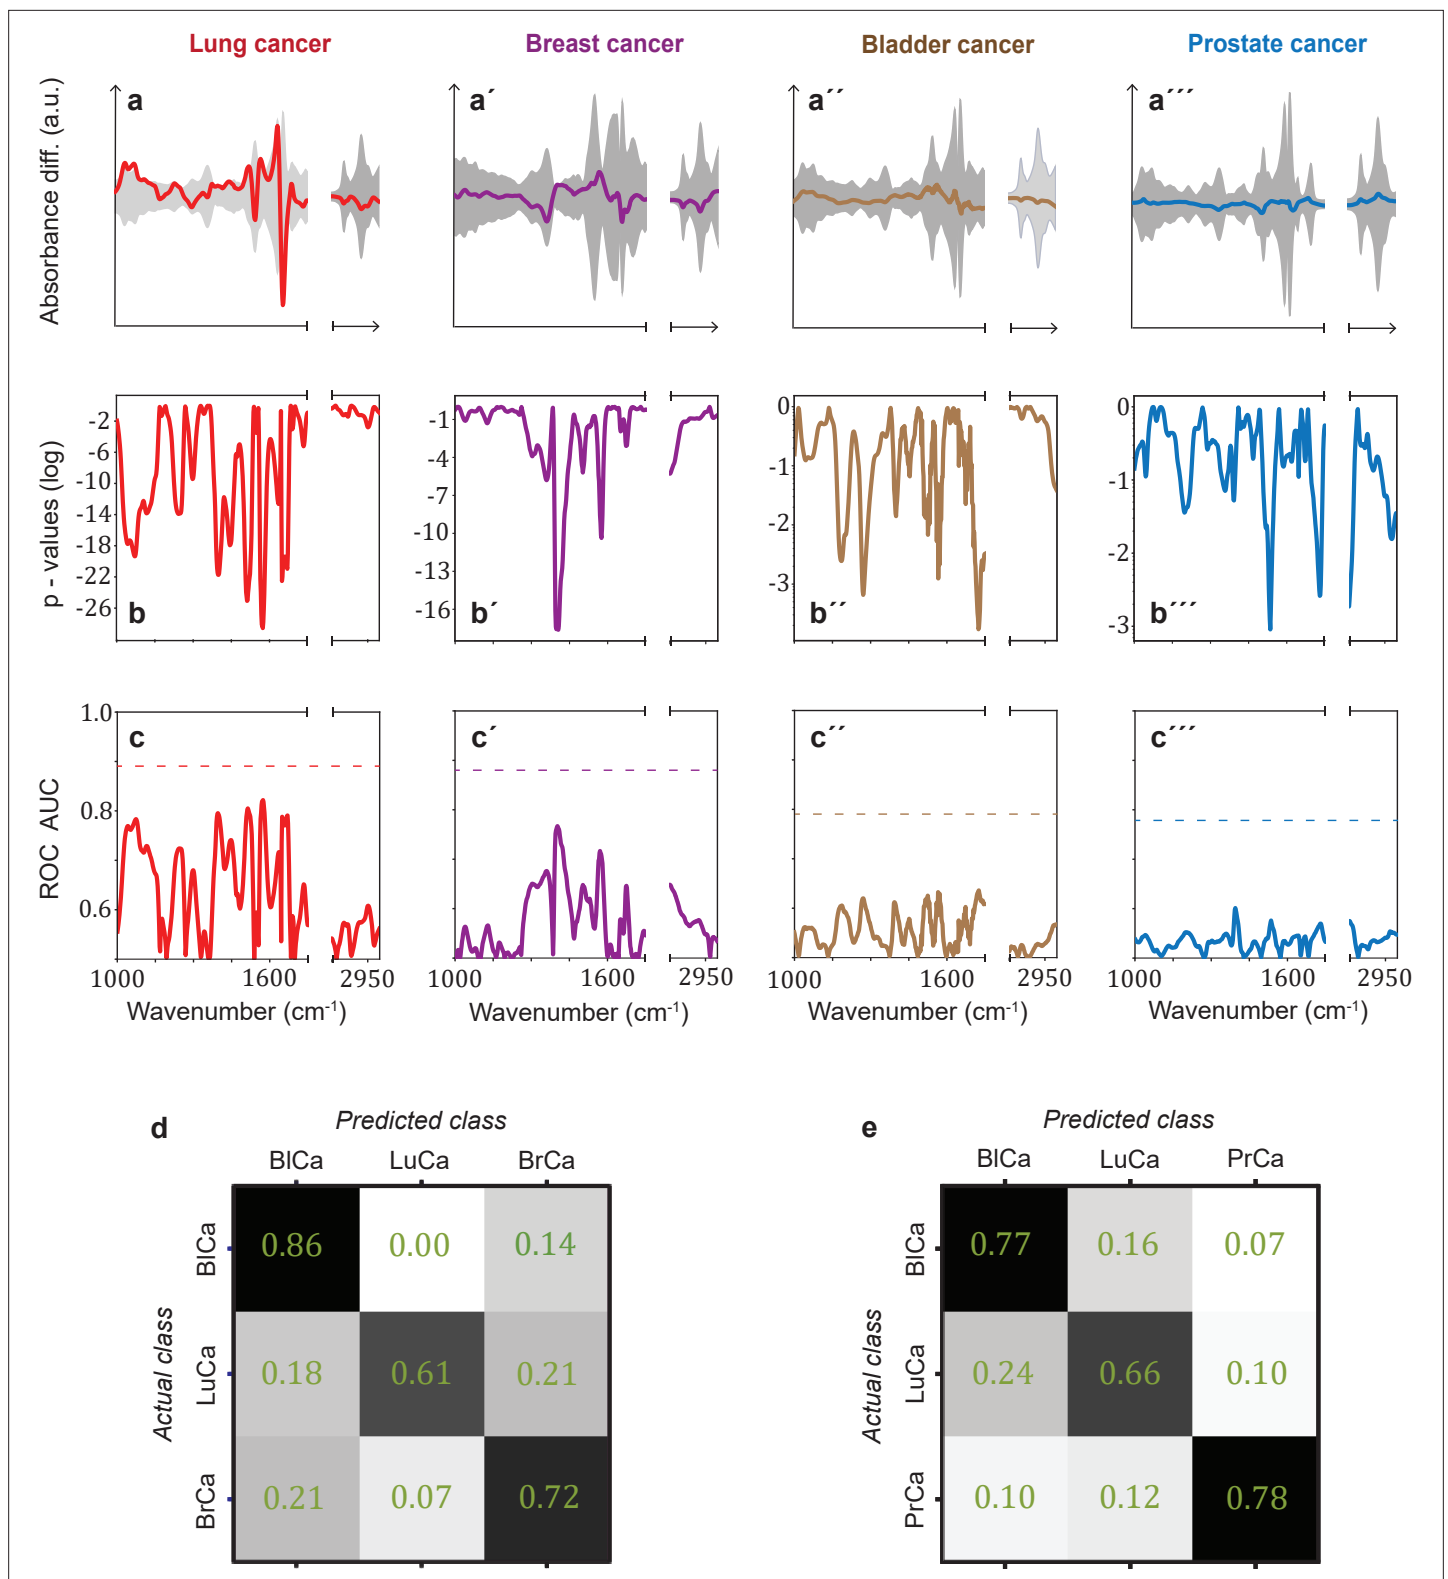 Lung cancer Breast cancer Bladder cancer Prostate cancer
Absorbance diff. (a.u.)
a a´ a´´ a´´´
p - values (log)
-2
-6
-10
-14
-18
-22
-26
b
-1
-4
-7
-10
-13
-16
b´
0
-1
-2
-3
b´´
0
-1
-2
-3
b´´´
ROC AUC
1.0
0.8
0.6
c c´ c´´ c´´´
1000 1600 2950 1000 1600 2950 1000 1600 2950 1000 1600 2950
Wavenumber (cm-1) Wavenumber (cm-1) Wavenumber (cm-1) Wavenumber (cm-1)
d
Predicted class
BlCa LuCa BrCa
Actual class
BlCa 0.86 0.00 0.14
LuCa 0.18 0.61 0.21
BrCa 0.21 0.07 0.72
e
Predicted class
BlCa LuCa PrCa
Actual class
BlCa 0.77 0.16 0.07
LuCa 0.24 0.66 0.10
PrCa 0.10 0.12 0.78